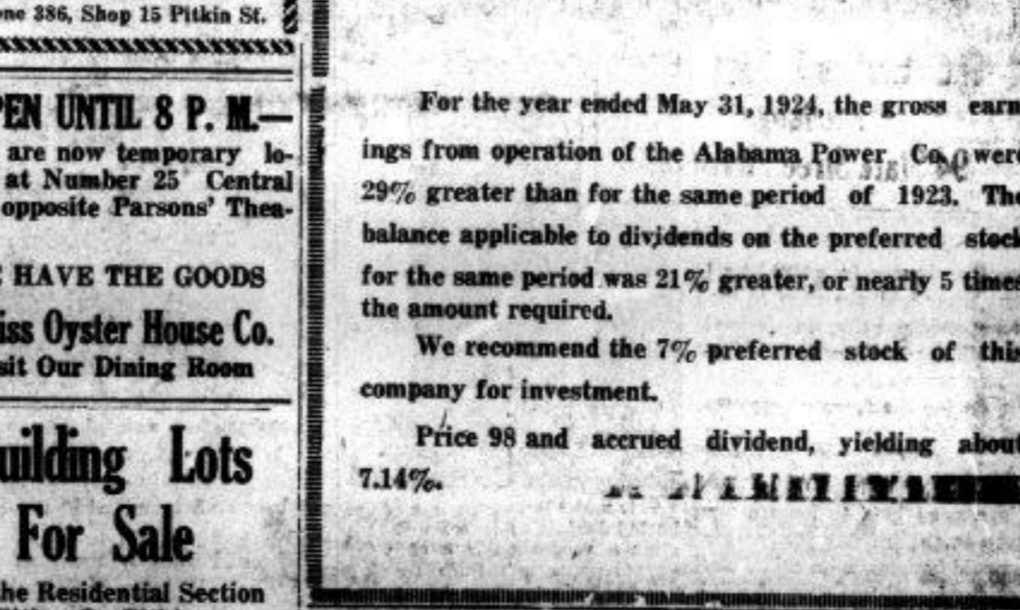 one 386, Shop 15 Pitkin St.
PEN UNTIL 8 P. M.—
are now temporary lo-
at Number 25 Central
opposite Parsons' Thea-
HAVE THE GOODS
iss Oyster House Co.
sit Our Dining Room
uilding Lots
For Sale
the Residential Section
For the year ended May 31, 1924, the gross earn
ings from operation of the Alabama Power Co. were
29% greater than for the same period of 1923. The
balance applicable to dividends on the preferred stock
for the same period was 21% greater, or nearly 5 times
the amount required.
We recommend the 7% preferred stock of this
company for investment.
Price 98 and accrued dividend, yielding about
7.14%.